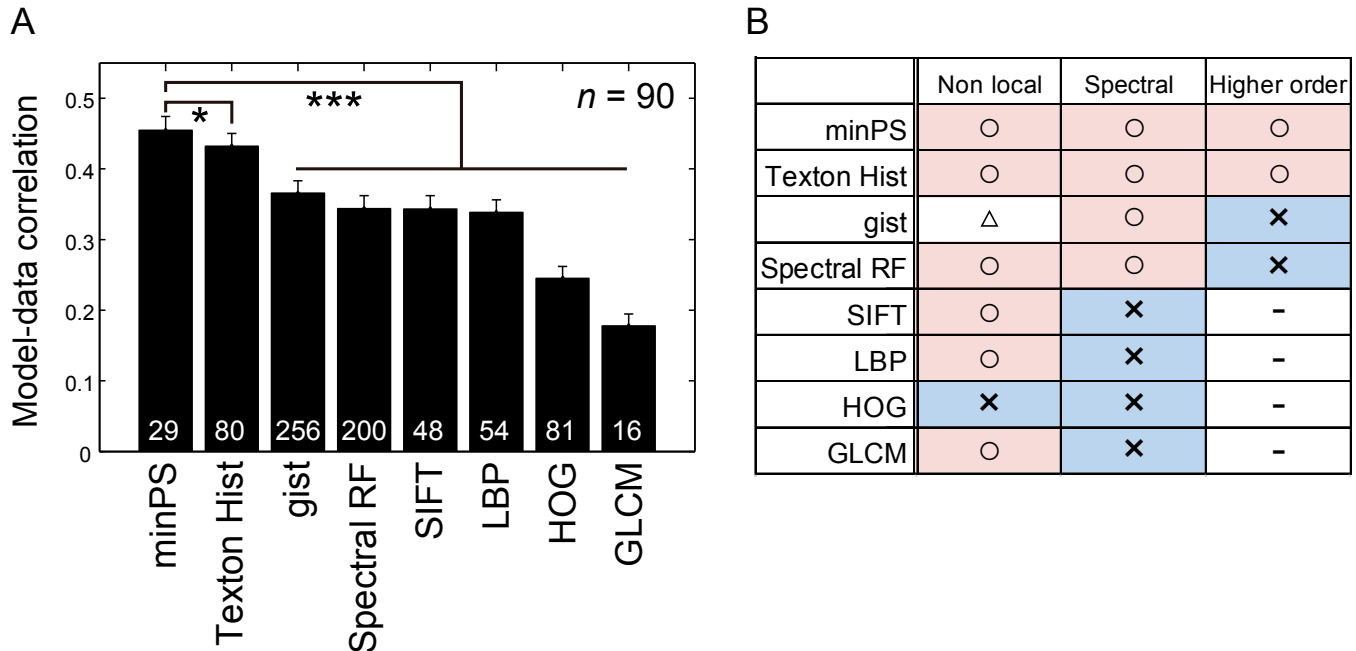 A
Model-data correlation
0.5
0.4
0.3
0.2
0.1
0
*
***
n = 90
29 80 256 200 48 54 81 16
minPS
Texton Hist
gist
Spectral RF
SIFT
LBP
HOG
GLCM
B
Non local Spectral Higher order
minPS ○ ○ ○
Texton Hist ○ ○ ○
gist △ ○ ×
Spectral RF ○ ○ ×
SIFT ○ × -
LBP ○ × -
HOG × × -
GLCM ○ × -